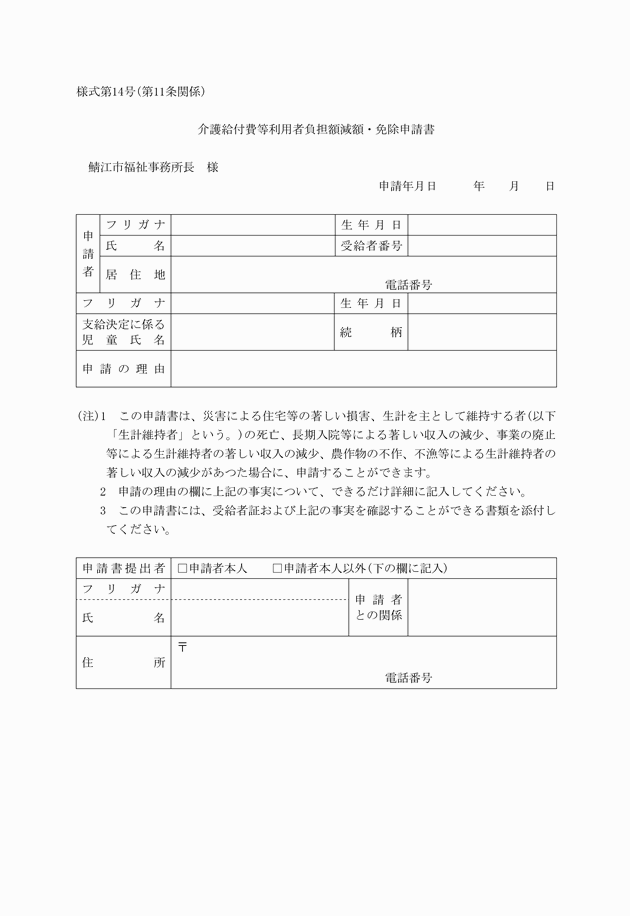 様式第14号(第11条関係)
介護給付費等利用者負担額減額・免除申請書
鯖江市福祉事務所長　様
申請年月日　　　年　　月　　日
申請者
フリガナ　生年月日
氏名　受給者番号
居住地
電話番号
フリガナ　生年月日
支給決定に係る
児童氏名　続柄
申請の理由
(注)1　この申請書は、災害による住宅等の著しい損害、生計を主として維持する者(以下
「生計維持者」という。)の死亡、長期入院等による著しい収入の減少、事業の廃止
等による生計維持者の著しい収入の減少、農作物の不作、不漁等による生計維持者の
著しい収入の減少があつた場合に、申請することができます。
2　申請の理由の欄に上記の事実について、できるだけ詳細に記入してください。
3　この申請書には、受給者証および上記の事実を確認することができる書類を添付し
てください。
申請書提出者　□申請者本人　　□申請者本人以外(下の欄に記入)
フリガナ
氏名
申請者
との関係
住所　〒
電話番号